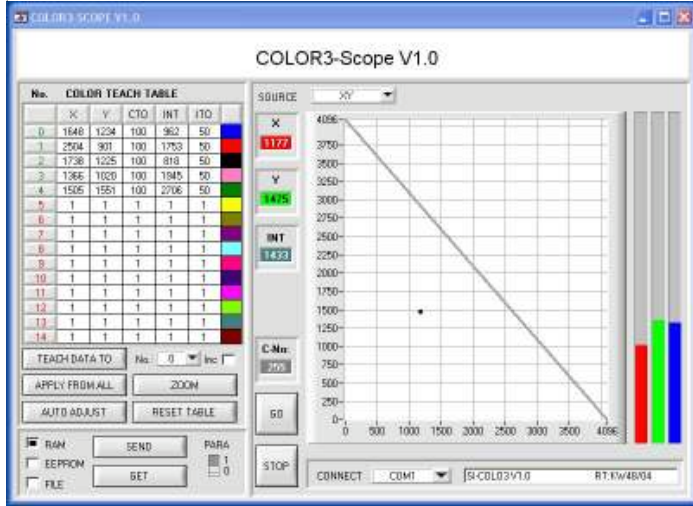 COLOR3-SCOPE V1.0
COLOR3-Scope V1.0
No. COLOR TEACH TABLE
X Y CTO INT ITO
0 1648 1234 100 962 50
1 2504 901 100 1753 50
2 1738 1225 100 818 50
3 1366 1020 100 1845 50
4 1505 1551 100 2706 50
5 1 1 1 1 1
6 1 1 1 1 1
7 1 1 1 1 1
8 1 1 1 1 1
9 1 1 1 1 1
10 1 1 1 1 1
11 1 1 1 1 1
12 1 1 1 1 1
13 1 1 1 1 1
14 1 1 1 1 1
TEACH DATA TO No.: 0 Inc
APPLY FROM ALL ZOOM
AUTO ADJUST RESET TABLE
RAM
EEPROM
FILE
SEND
GET
PARA
1
0
SOURCE XY
X
1177
Y
1475
INT
1433
C-No:
255
GO
STOP
4096
3750
3500
3250
3000
2750
2500
2250
2000
1750
1500
1250
1000
750
500
250
0
0 500 1000 1500 2000 2500 3000 3500 4096
CONNECT COM1 SI-COLO3 V1.0 RT:KW48/04